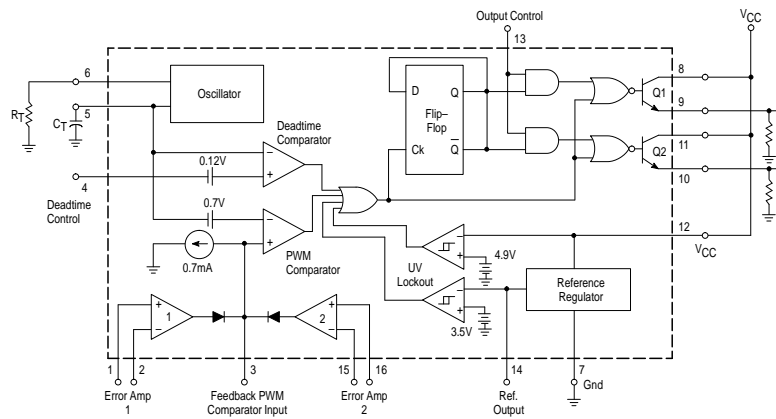 Output Control
VCC
13
6
8
RT
Oscillator
D
Q
Q1
5
Flip–
Flop
9
CT
Deadtime
Comparator
0.12V
Ck
Q
Q2
11
4
10
Deadtime
Control
0.7V
12
VCC
PWM
Comparator
UV
Lockout
4.9V
0.7mA
Reference
Regulator
1
2
3.5V
1
2
3
15
16
14
7
Gnd
Error Amp
1
Feedback PWM
Comparator Input
Error Amp
2
Ref.
Output